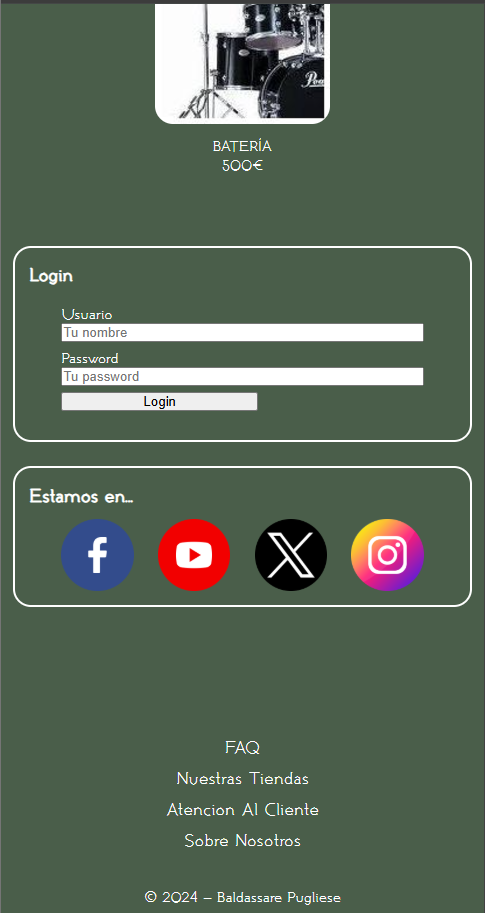 BATERÍA
500€
Login
Usuario
Tu nombre
Password
Tu password
Login
Estamos en...
FAQ
Nuestras Tiendas
Atencion Al Cliente
Sobre Nosotros
© 2024 – Baldassare Pugliese